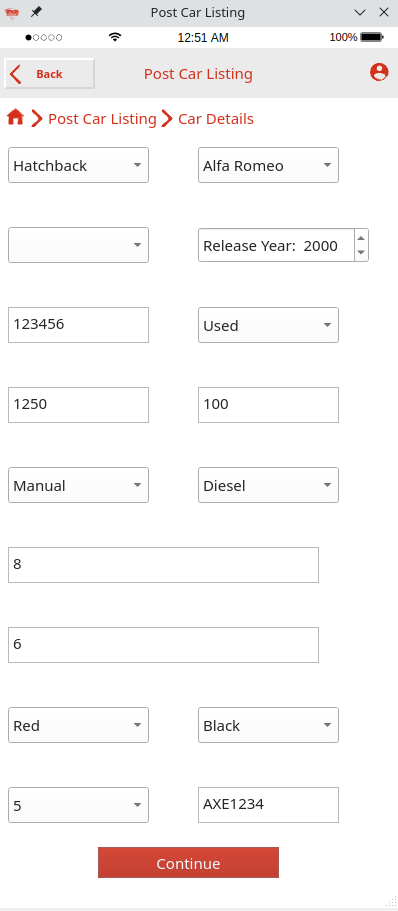 Post Car Listing
12:51 AM
100%
Back
Post Car Listing
Post Car Listing
Car Details
Hatchback
Alfa Romeo
Release Year: 2000
123456
Used
1250
100
Manual
Diesel
8
6
Red
Black
5
AXE1234
Continue